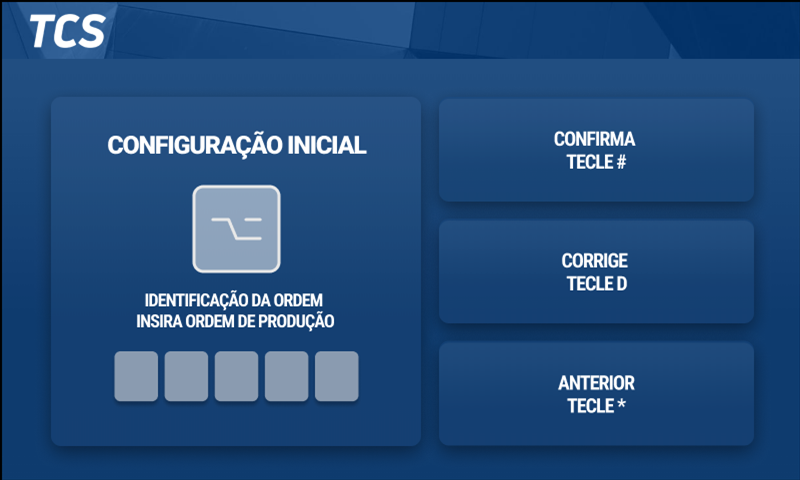 TCS
CONFIGURAÇÃO INICIAL
IDENTIFICAÇÃO DA ORDEM
INSIRA ORDEM DE PRODUÇÃO
CONFIRMA
TECLE #
CORRIGE
TECLE D
ANTERIOR
TECLE *